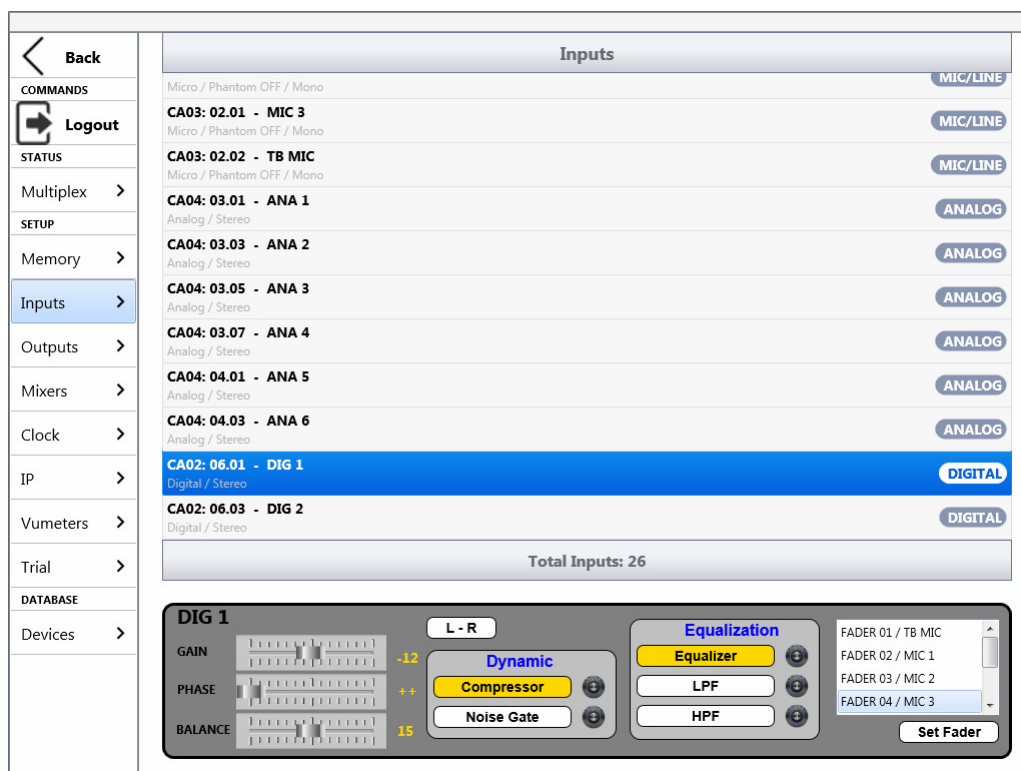 Back
COMMANDS
Logout
STATUS
Multiplex
SETUP
Memory
Inputs
Outputs
Mixers
Clock
IP
Vumeters
Trial
DATABASE
Devices
Inputs
Micro / Phantom OFF / Mono MIC/LINE
CA03: 02.01 - MIC 3
Micro / Phantom OFF / Mono MIC/LINE
CA03: 02.02 - TB MIC
Micro / Phantom OFF / Mono MIC/LINE
CA04: 03.01 - ANA 1
Analog / Stereo ANALOG
CA04: 03.03 - ANA 2
Analog / Stereo ANALOG
CA04: 03.05 - ANA 3
Analog / Stereo ANALOG
CA04: 03.07 - ANA 4
Analog / Stereo ANALOG
CA04: 04.01 - ANA 5
Analog / Stereo ANALOG
CA04: 04.03 - ANA 6
Analog / Stereo ANALOG
CA02: 06.01 - DIG 1
Digital / Stereo DIGITAL
CA02: 06.03 - DIG 2
Digital / Stereo DIGITAL
Total Inputs: 26
DIG 1
GAIN -12
PHASE ++
BALANCE 15
L - R
Dynamic
Compressor
Noise Gate
Equalization
Equalizer
LPF
HPF
FADER 01 / TB MIC
FADER 02 / MIC 1
FADER 03 / MIC 2
FADER 04 / MIC 3
Set Fader